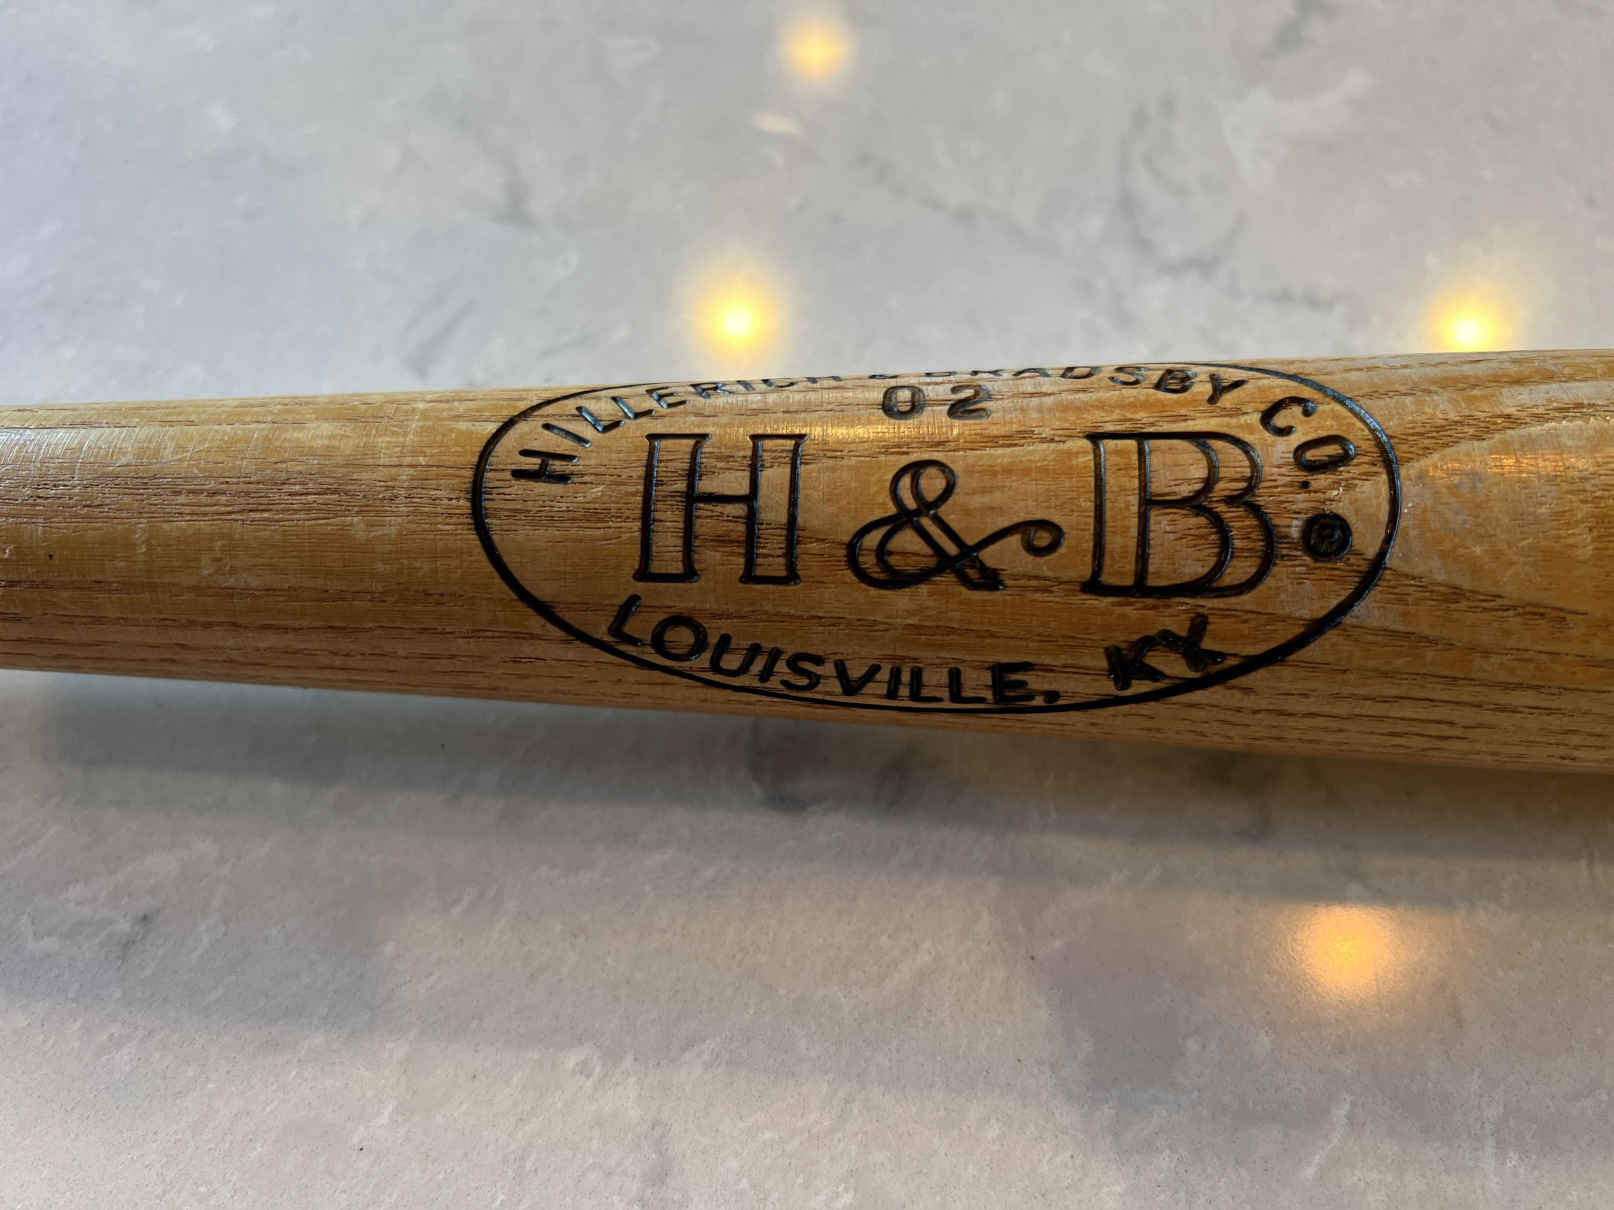 HILLERICH & BRADSBY CO.
02
H & B
®
LOUISVILLE, KY